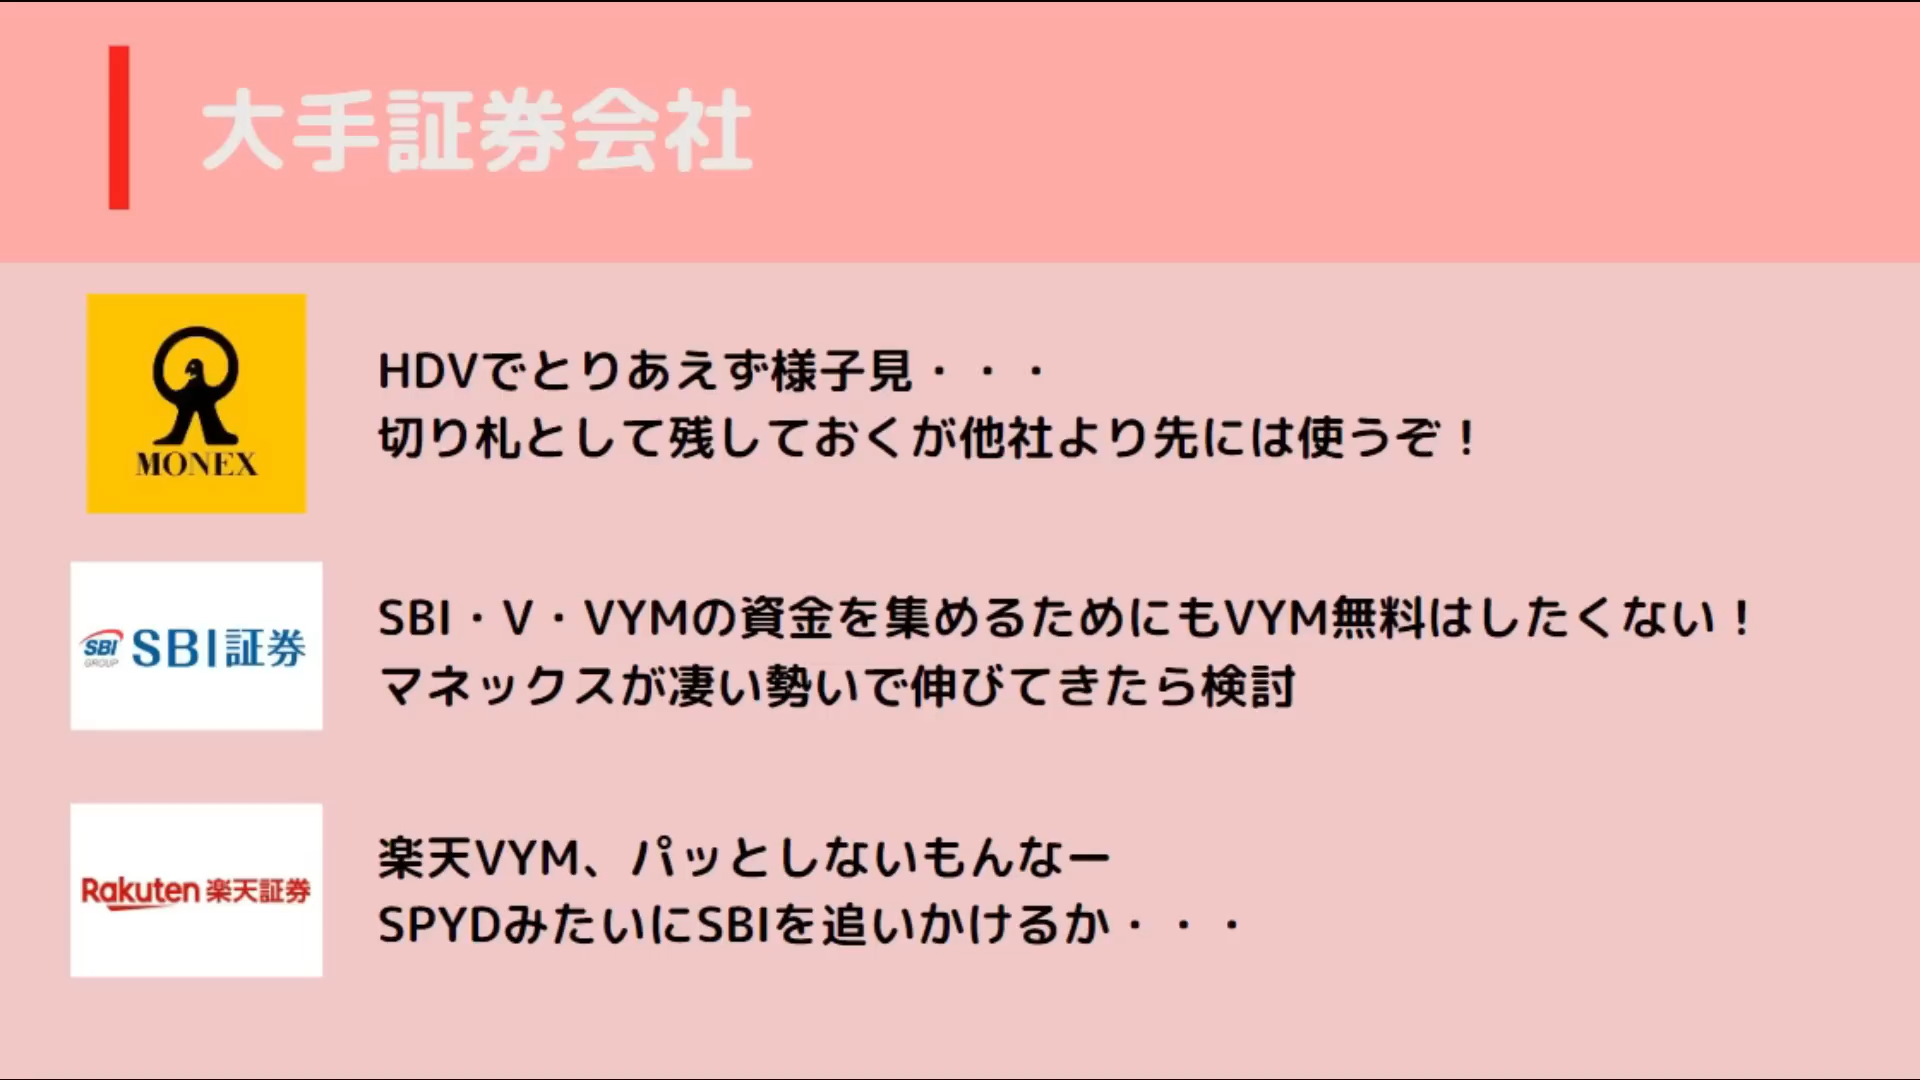 大手証券会社
MONEX
HDVでとりあえず様子見・・・
切り札として残しておくが他社より先には使うぞ！
SBI GROUP SBI証券
SBI・V・VYMの資金を集めるためにもVYM無料はしたくない！
マネックスが凄い勢いで伸びてきたら検討
Rakuten 楽天証券
楽天VYM、パッとしないもんなー
SPYDみたいにSBIを追いかけるか・・・